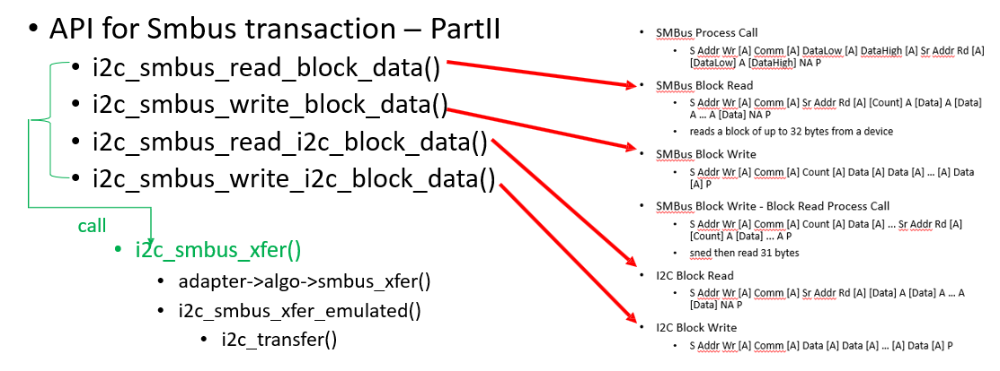 • API for Smbus transaction – PartII
• i2c_smbus_read_block_data()
• i2c_smbus_write_block_data()
• i2c_smbus_read_i2c_block_data()
• i2c_smbus_write_i2c_block_data()
call
• i2c_smbus_xfer()
• adapter->algo->smbus_xfer()
• i2c_smbus_xfer_emulated()
• i2c_transfer()
• SMBus Process Call
• S Addr Wr [A] Comm [A] DataLow [A] DataHigh [A] Sr Addr Rd [A]
[DataLow] A [DataHigh] NA P
• SMBus Block Read
• S Addr Wr [A] Comm [A] Sr Addr Rd [A] [Count] A [Data] A [Data]
A ... A [Data] NA P
• reads a block of up to 32 bytes from a device
• SMBus Block Write
• S Addr Wr [A] Comm [A] Count [A] Data [A] Data [A] ... [A] Data
[A] P
• SMBus Block Write - Block Read Process Call
• S Addr Wr [A] Comm [A] Count [A] Data [A] ... Sr Addr Rd [A]
[Count] A [Data] ... A P
• sned then read 31 bytes
• I2C Block Read
• S Addr Wr [A] Comm [A] Sr Addr Rd [A] [Data] A [Data] A ... A
[Data] NA P
• I2C Block Write
• S Addr Wr [A] Comm [A] Data [A] Data [A] ... [A] Data [A] P